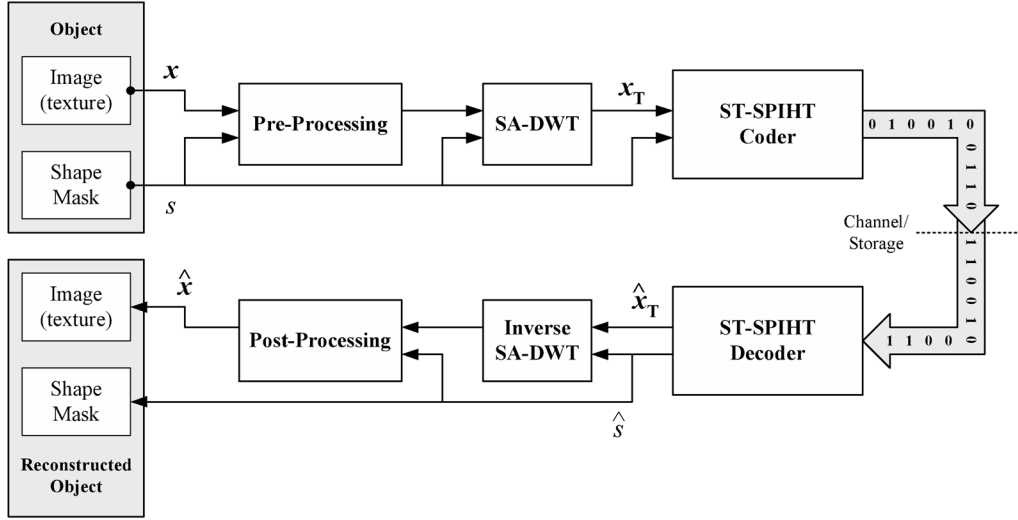 Object
Image
(texture)
x
Pre-Processing
SA-DWT
x_T
ST-SPIHT
Coder
0 1 0 0 1 0
0 1 1 0
Shape
Mask
s
Channel/
Storage
1 1 0 0 1 0
1 1 0 0
Image
(texture)
x̂
Post-Processing
Inverse
SA-DWT
x̂_T
ST-SPIHT
Decoder
Shape
Mask
ŝ
Reconstructed
Object